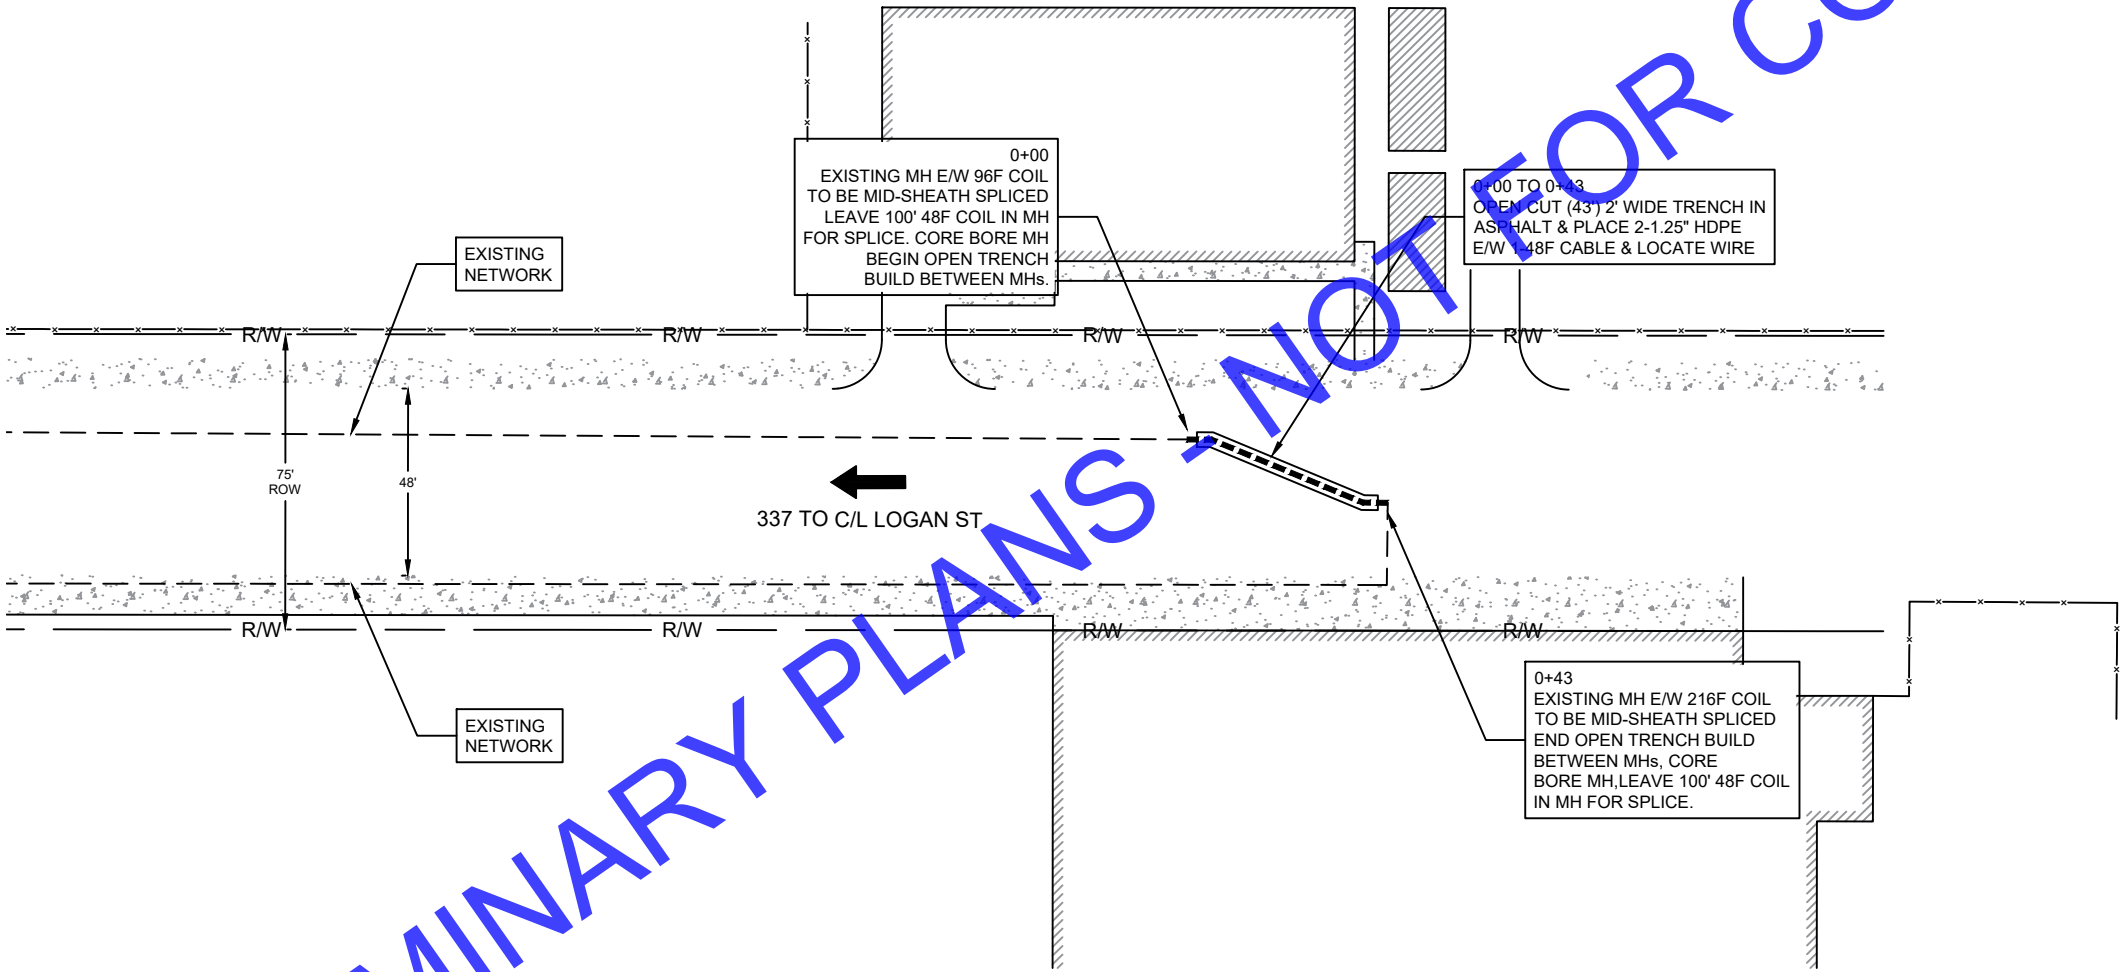 0+00
EXISTING MH E/W 96F COIL
TO BE MID-SHEATH SPLICED
LEAVE 100' 48F COIL IN MH
FOR SPLICE. CORE BORE MH
BEGIN OPEN TRENCH
BUILD BETWEEN MHs.
0+00 TO 0+43
OPEN CUT (43') 2' WIDE TRENCH IN
ASPHALT & PLACE 2-1.25" HDPE
E/W 1-48F CABLE & LOCATE WIRE
EXISTING
NETWORK
R/W
R/W
R/W
R/W
75'
ROW
48'
337 TO C/L LOGAN ST
R/W
R/W
R/W
R/W
EXISTING
NETWORK
0+43
EXISTING MH E/W 216F COIL
TO BE MID-SHEATH SPLICED
END OPEN TRENCH BUILD
BETWEEN MHs, CORE
BORE MH,LEAVE 100' 48F COIL
IN MH FOR SPLICE.
MINARY PLANS - NOT FOR CO